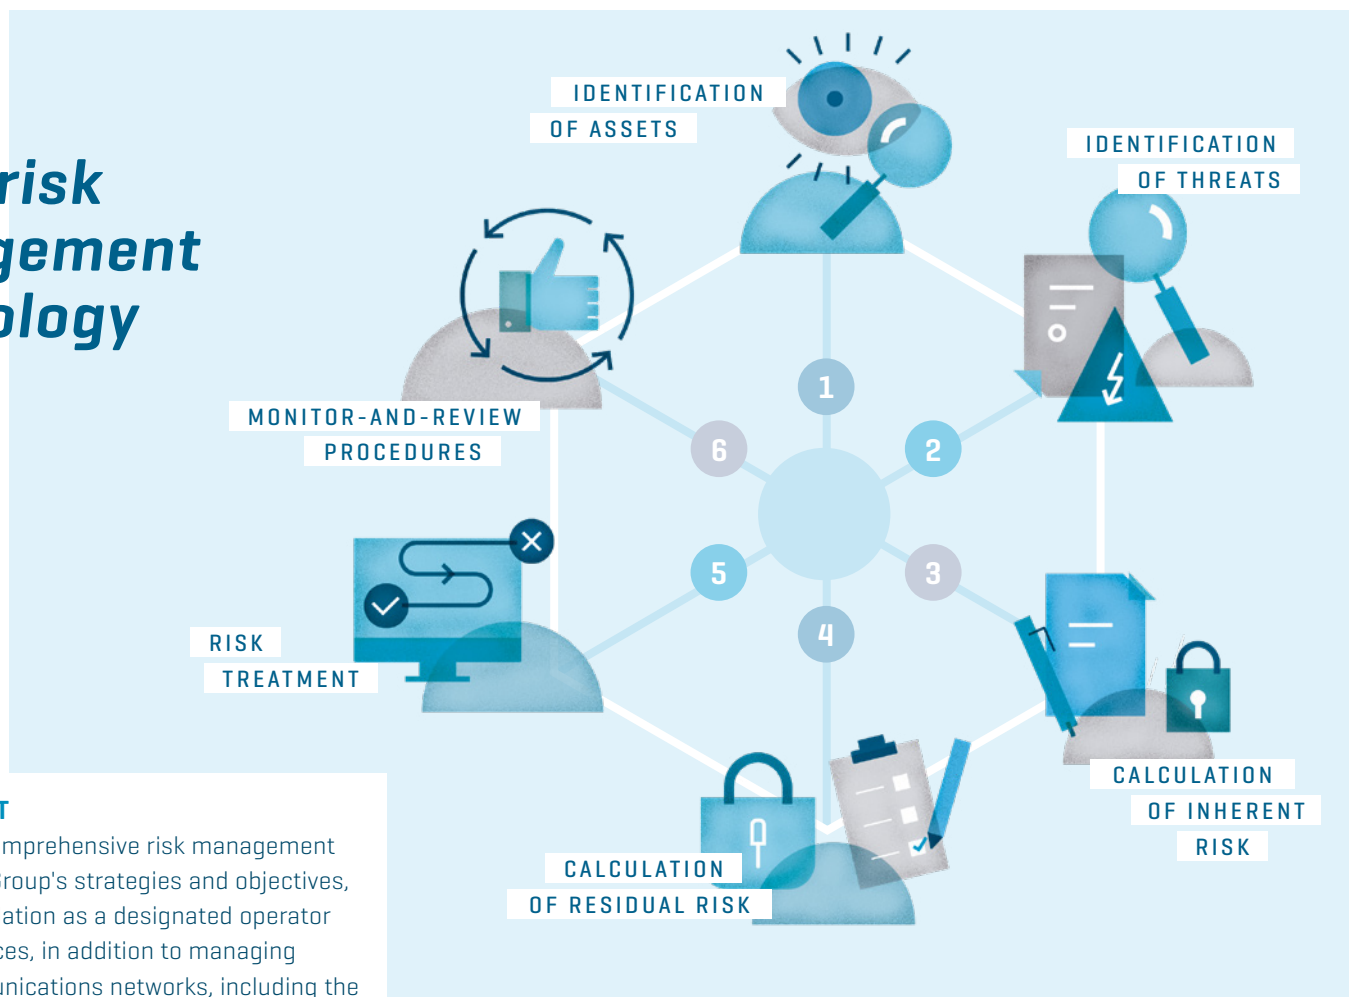 risk
gement
ology
IDENTIFICATION
OF ASSETS
IDENTIFICATION
OF THREATS
MONITOR-AND-REVIEW
PROCEDURES
1
2
3
4
5
6
RISK
TREATMENT
CALCULATION
OF INHERENT
RISK
CALCULATION
OF RESIDUAL RISK
T
mprehensive risk management
Group's strategies and objectives,
ation as a designated operator
ces, in addition to managing
unications networks, including the